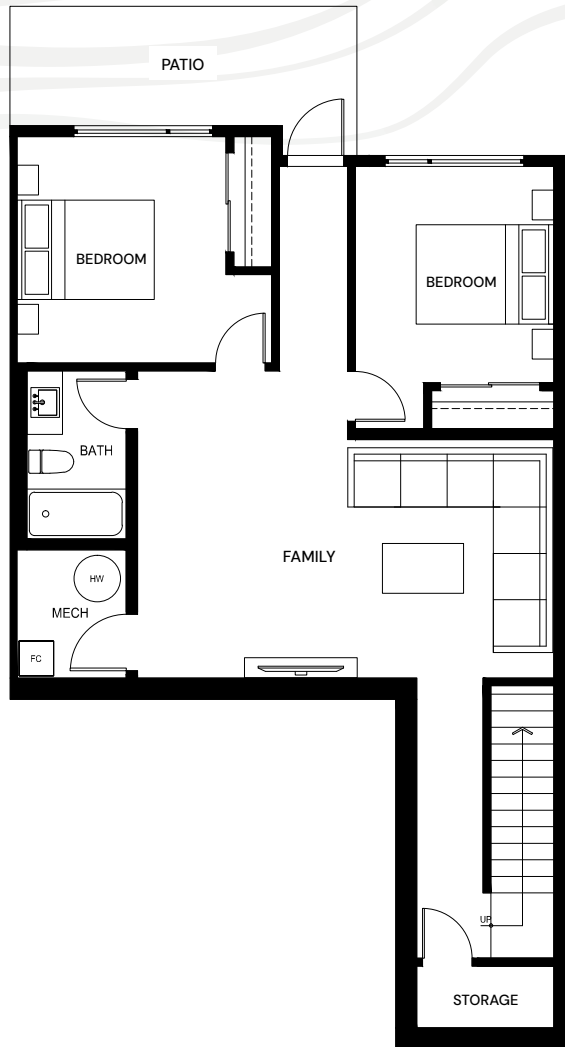 PATIO
BEDROOM
BEDROOM
BATH
FAMILY
HW
MECH
FC
UP
STORAGE